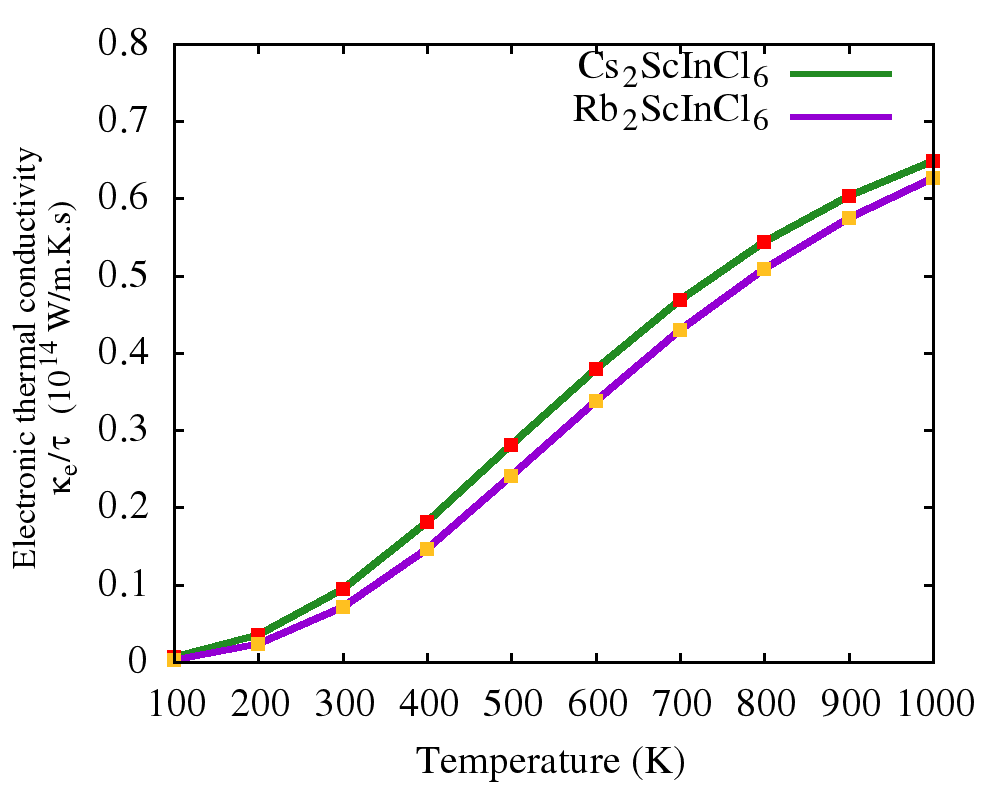 Electronic thermal conductivity
κe/τ (10^14 W/m.K.s)
Cs2ScInCl6
Rb2ScInCl6
0.8
0.7
0.6
0.5
0.4
0.3
0.2
0.1
0
100 200 300 400 500 600 700 800 900 1000
Temperature (K)